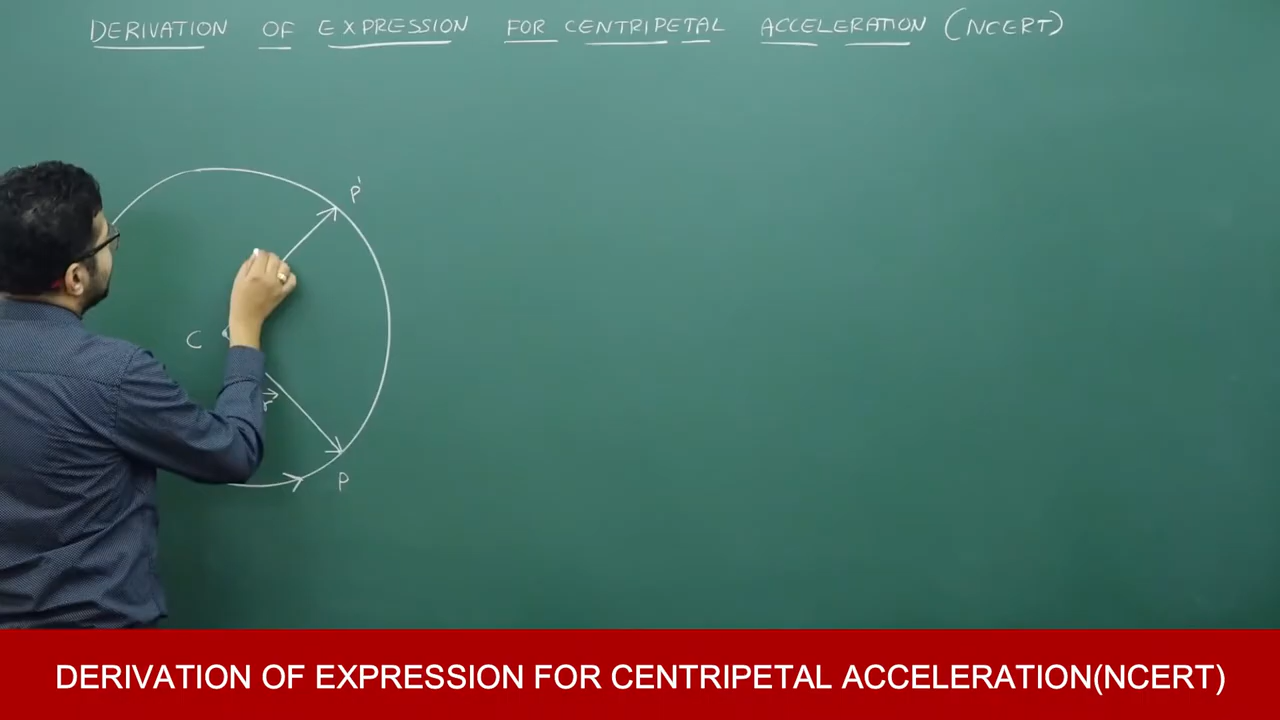 DERIVATION OF EXPRESSION FOR CENTRIPETAL ACCELERATION (NCERT)
P'
C
r
P
DERIVATION OF EXPRESSION FOR CENTRIPETAL ACCELERATION(NCERT)